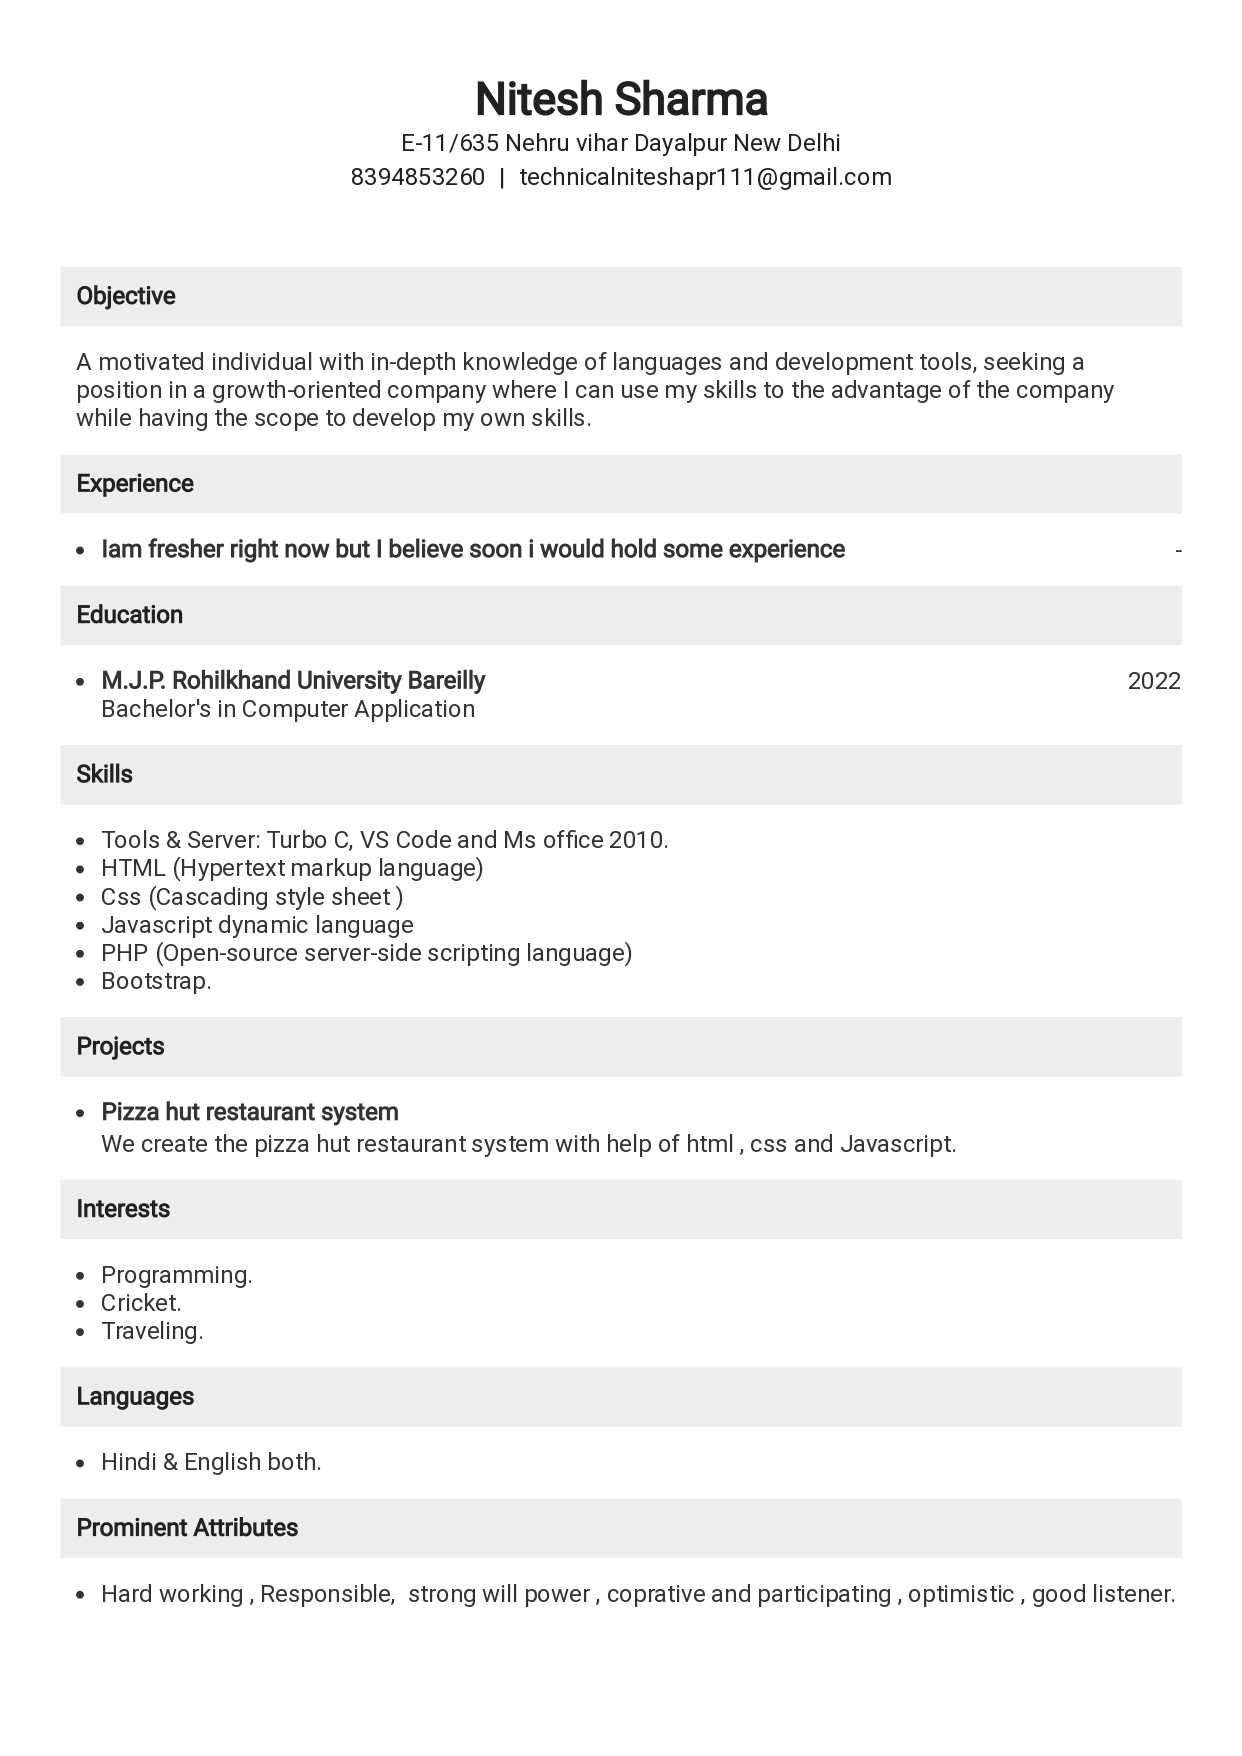 Nitesh Sharma
E-11/635 Nehru vihar Dayalpur New Delhi
8394853260 | technicalniteshapr111@gmail.com
Objective
A motivated individual with in-depth knowledge of languages and development tools, seeking a
position in a growth-oriented company where I can use my skills to the advantage of the company
while having the scope to develop my own skills.
Experience
• Iam fresher right now but I believe soon i would hold some experience -
Education
• M.J.P. Rohilkhand University Bareilly 2022
Bachelor's in Computer Application
Skills
• Tools & Server: Turbo C, VS Code and Ms office 2010.
• HTML (Hypertext markup language)
• Css (Cascading style sheet )
• Javascript dynamic language
• PHP (Open-source server-side scripting language)
• Bootstrap.
Projects
• Pizza hut restaurant system
We create the pizza hut restaurant system with help of html , css and Javascript.
Interests
• Programming.
• Cricket.
• Traveling.
Languages
• Hindi & English both.
Prominent Attributes
• Hard working , Responsible,  strong will power , coprative and participating , optimistic , good listener.